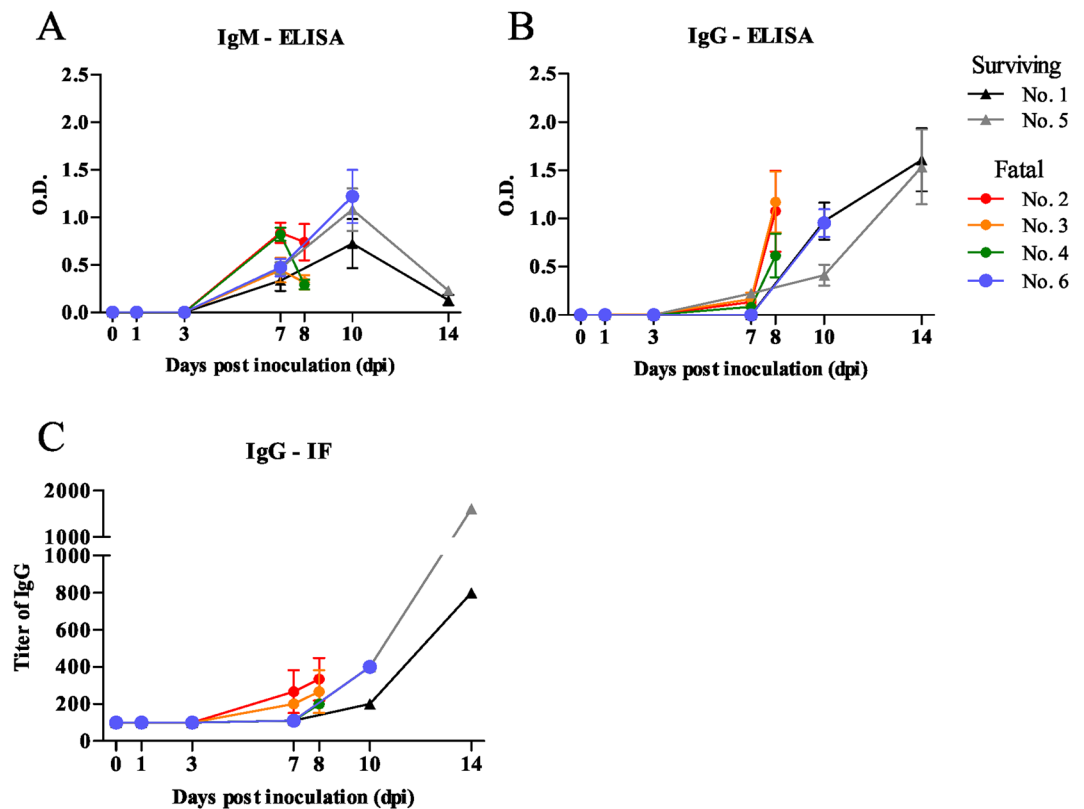 A
IgM - ELISA
2.5
2.0
1.5
1.0
0.5
0.0
O.D.
0 1 3 7 8 10 14
Days post inoculation (dpi)
B
IgG - ELISA
2.5
2.0
1.5
1.0
0.5
0.0
O.D.
0 1 3 7 8 10 14
Days post inoculation (dpi)
Surviving
No. 1
No. 5
Fatal
No. 2
No. 3
No. 4
No. 6
C
IgG - IF
2000
1000
1000
800
600
400
200
0
Titer of IgG
0 1 3 7 8 10 14
Days post inoculation (dpi)